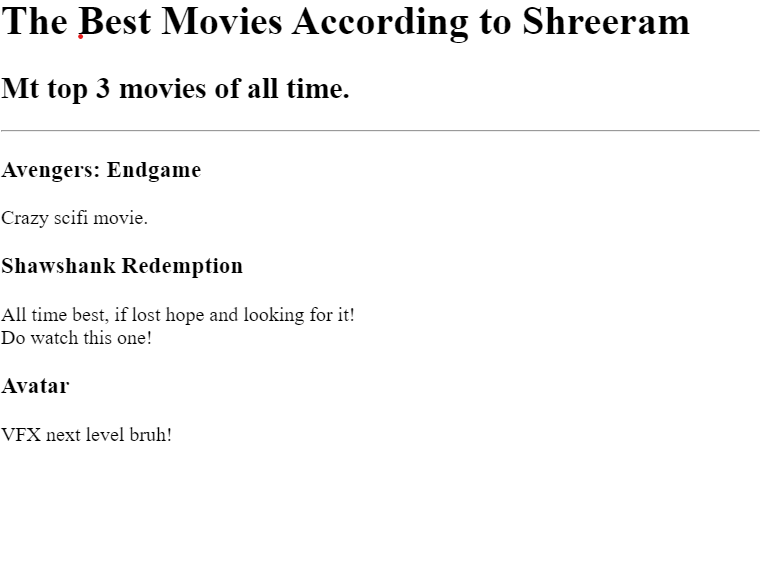 The Best Movies According to Shreeram
Mt top 3 movies of all time.
Avengers: Endgame
Crazy scifi movie.
Shawshank Redemption
All time best, if lost hope and looking for it!
Do watch this one!
Avatar
VFX next level bruh!